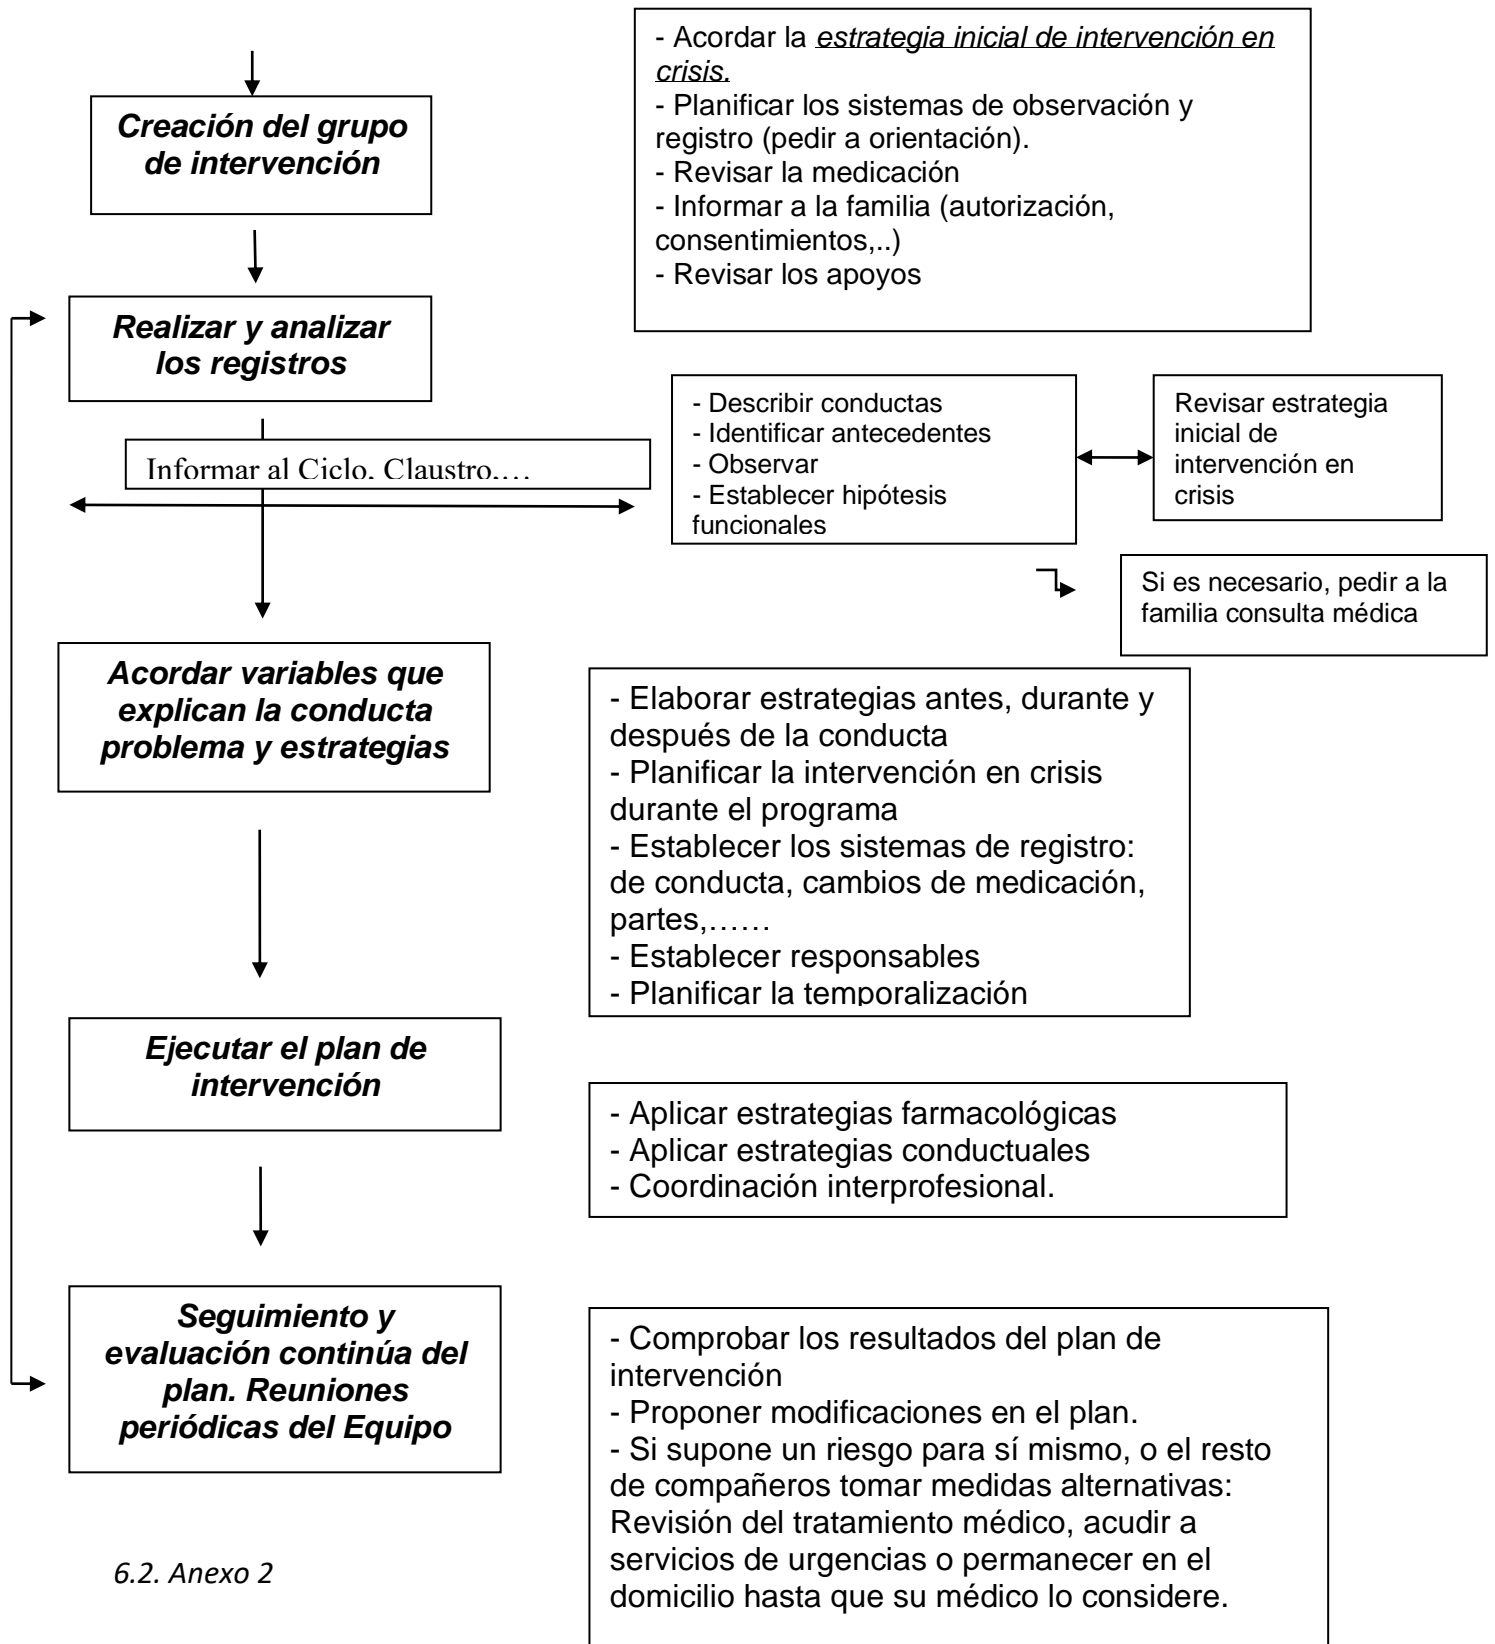 Creación del grupo
de intervención
- Acordar la estrategia inicial de intervención en
crisis.
- Planificar los sistemas de observación y
registro (pedir a orientación).
- Revisar la medicación
- Informar a la familia (autorización,
consentimientos,..)
- Revisar los apoyos
Realizar y analizar
los registros
Informar al Ciclo, Claustro,…
- Describir conductas
- Identificar antecedentes
- Observar
- Establecer hipótesis
funcionales
Revisar estrategia
inicial de
intervención en
crisis
Si es necesario, pedir a la
familia consulta médica
Acordar variables que
explican la conducta
problema y estrategias
- Elaborar estrategias antes, durante y
después de la conducta
- Planificar la intervención en crisis
durante el programa
- Establecer los sistemas de registro:
de conducta, cambios de medicación,
partes,……
- Establecer responsables
- Planificar la temporalización
Ejecutar el plan de
intervención
- Aplicar estrategias farmacológicas
- Aplicar estrategias conductuales
- Coordinación interprofesional.
Seguimiento y
evaluación continúa del
plan. Reuniones
periódicas del Equipo
- Comprobar los resultados del plan de
intervención
- Proponer modificaciones en el plan.
- Si supone un riesgo para sí mismo, o el resto
de compañeros tomar medidas alternativas:
Revisión del tratamiento médico, acudir a
servicios de urgencias o permanecer en el
domicilio hasta que su médico lo considere.
6.2. Anexo 2